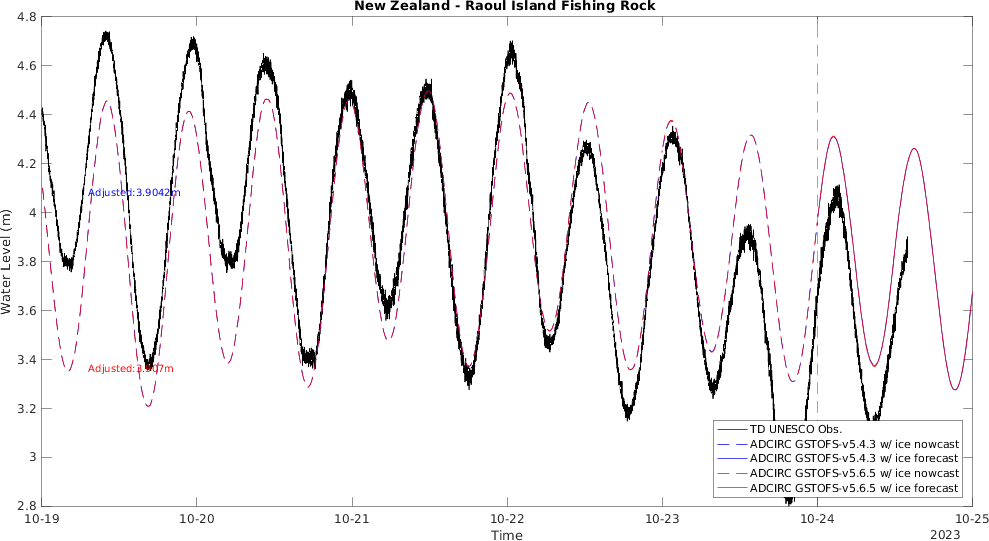 New Zealand - Raoul Island Fishing Rock
4.8
4.6
4.4
4.2
4
3.8
3.6
3.4
3.2
3
2.8
Water Level (m)
Adjusted:3.9042m
TD UNESCO Obs.
ADCIRC GSTOFS-v5.4.3 w/ ice nowcast
ADCIRC GSTOFS-v5.4.3 w/ ice forecast
ADCIRC GSTOFS-v5.6.5 w/ ice nowcast
ADCIRC GSTOFS-v5.6.5 w/ ice forecast
10-19
10-20
10-21
10-22
10-23
10-24
10-25
Time
2023